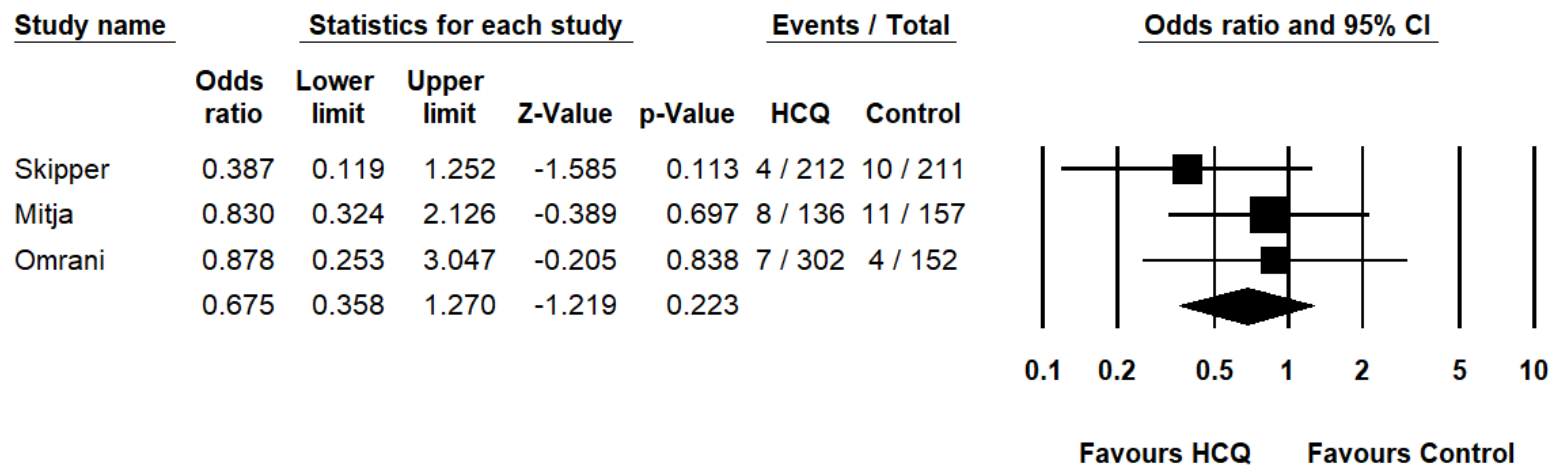 Study name Statistics for each study Events / Total Odds ratio and 95% CI
Odds Lower Upper
ratio limit limit Z-Value p-Value HCQ Control
Skipper 0.387 0.119 1.252 -1.585 0.113 4 / 212 10 / 211
Mitja 0.830 0.324 2.126 -0.389 0.697 8 / 136 11 / 157
Omrani 0.878 0.253 3.047 -0.205 0.838 7 / 302 4 / 152
0.675 0.358 1.270 -1.219 0.223
0.1 0.2 0.5 1 2 5 10
Favours HCQ Favours Control